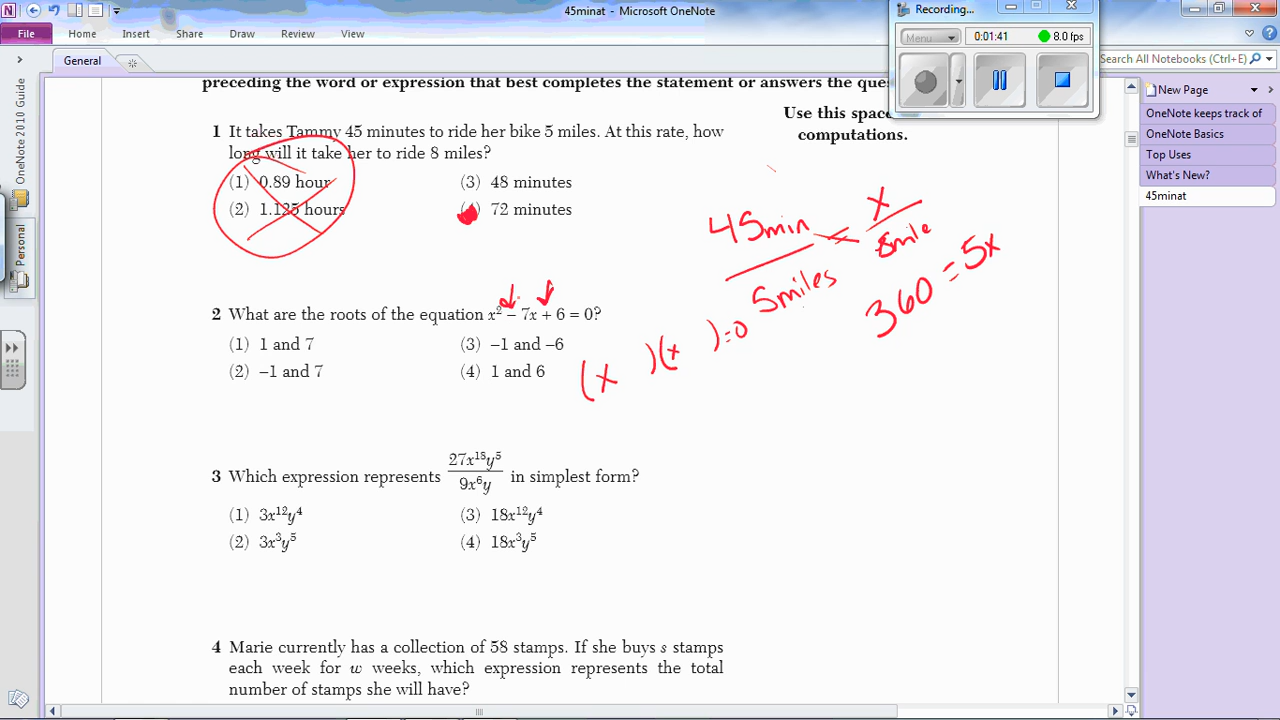 45minat - Microsoft OneNote
Recording...
File Home Insert Share Draw Review View
Menu 0:01:41 8.0 fps
General
Search All Notebooks (Ctrl+E)
preceding the word or expression that best completes the statement or answers the que
Use this spac
computations.
1 It takes Tammy 45 minutes to ride her bike 5 miles. At this rate, how
long will it take her to ride 8 miles?
(1) 0.89 hour (3) 48 minutes
(2) 1.125 hours 72 minutes
45min / 5miles = x / 8mile
360 = 5x
2 What are the roots of the equation x² − 7x + 6 = 0?
(1) 1 and 7 (3) −1 and −6
(2) −1 and 7 (4) 1 and 6
(x )(x )=0
3 Which expression represents 27x¹⁸y⁵ / 9x⁶y in simplest form?
(1) 3x¹²y⁴ (3) 18x¹²y⁴
(2) 3x³y⁵ (4) 18x³y⁵
4 Marie currently has a collection of 58 stamps. If she buys s stamps
each week for w weeks, which expression represents the total
number of stamps she will have?
New Page
OneNote keeps track of
OneNote Basics
Top Uses
What's New?
45minat
OneNote 2010 Guide
Personal